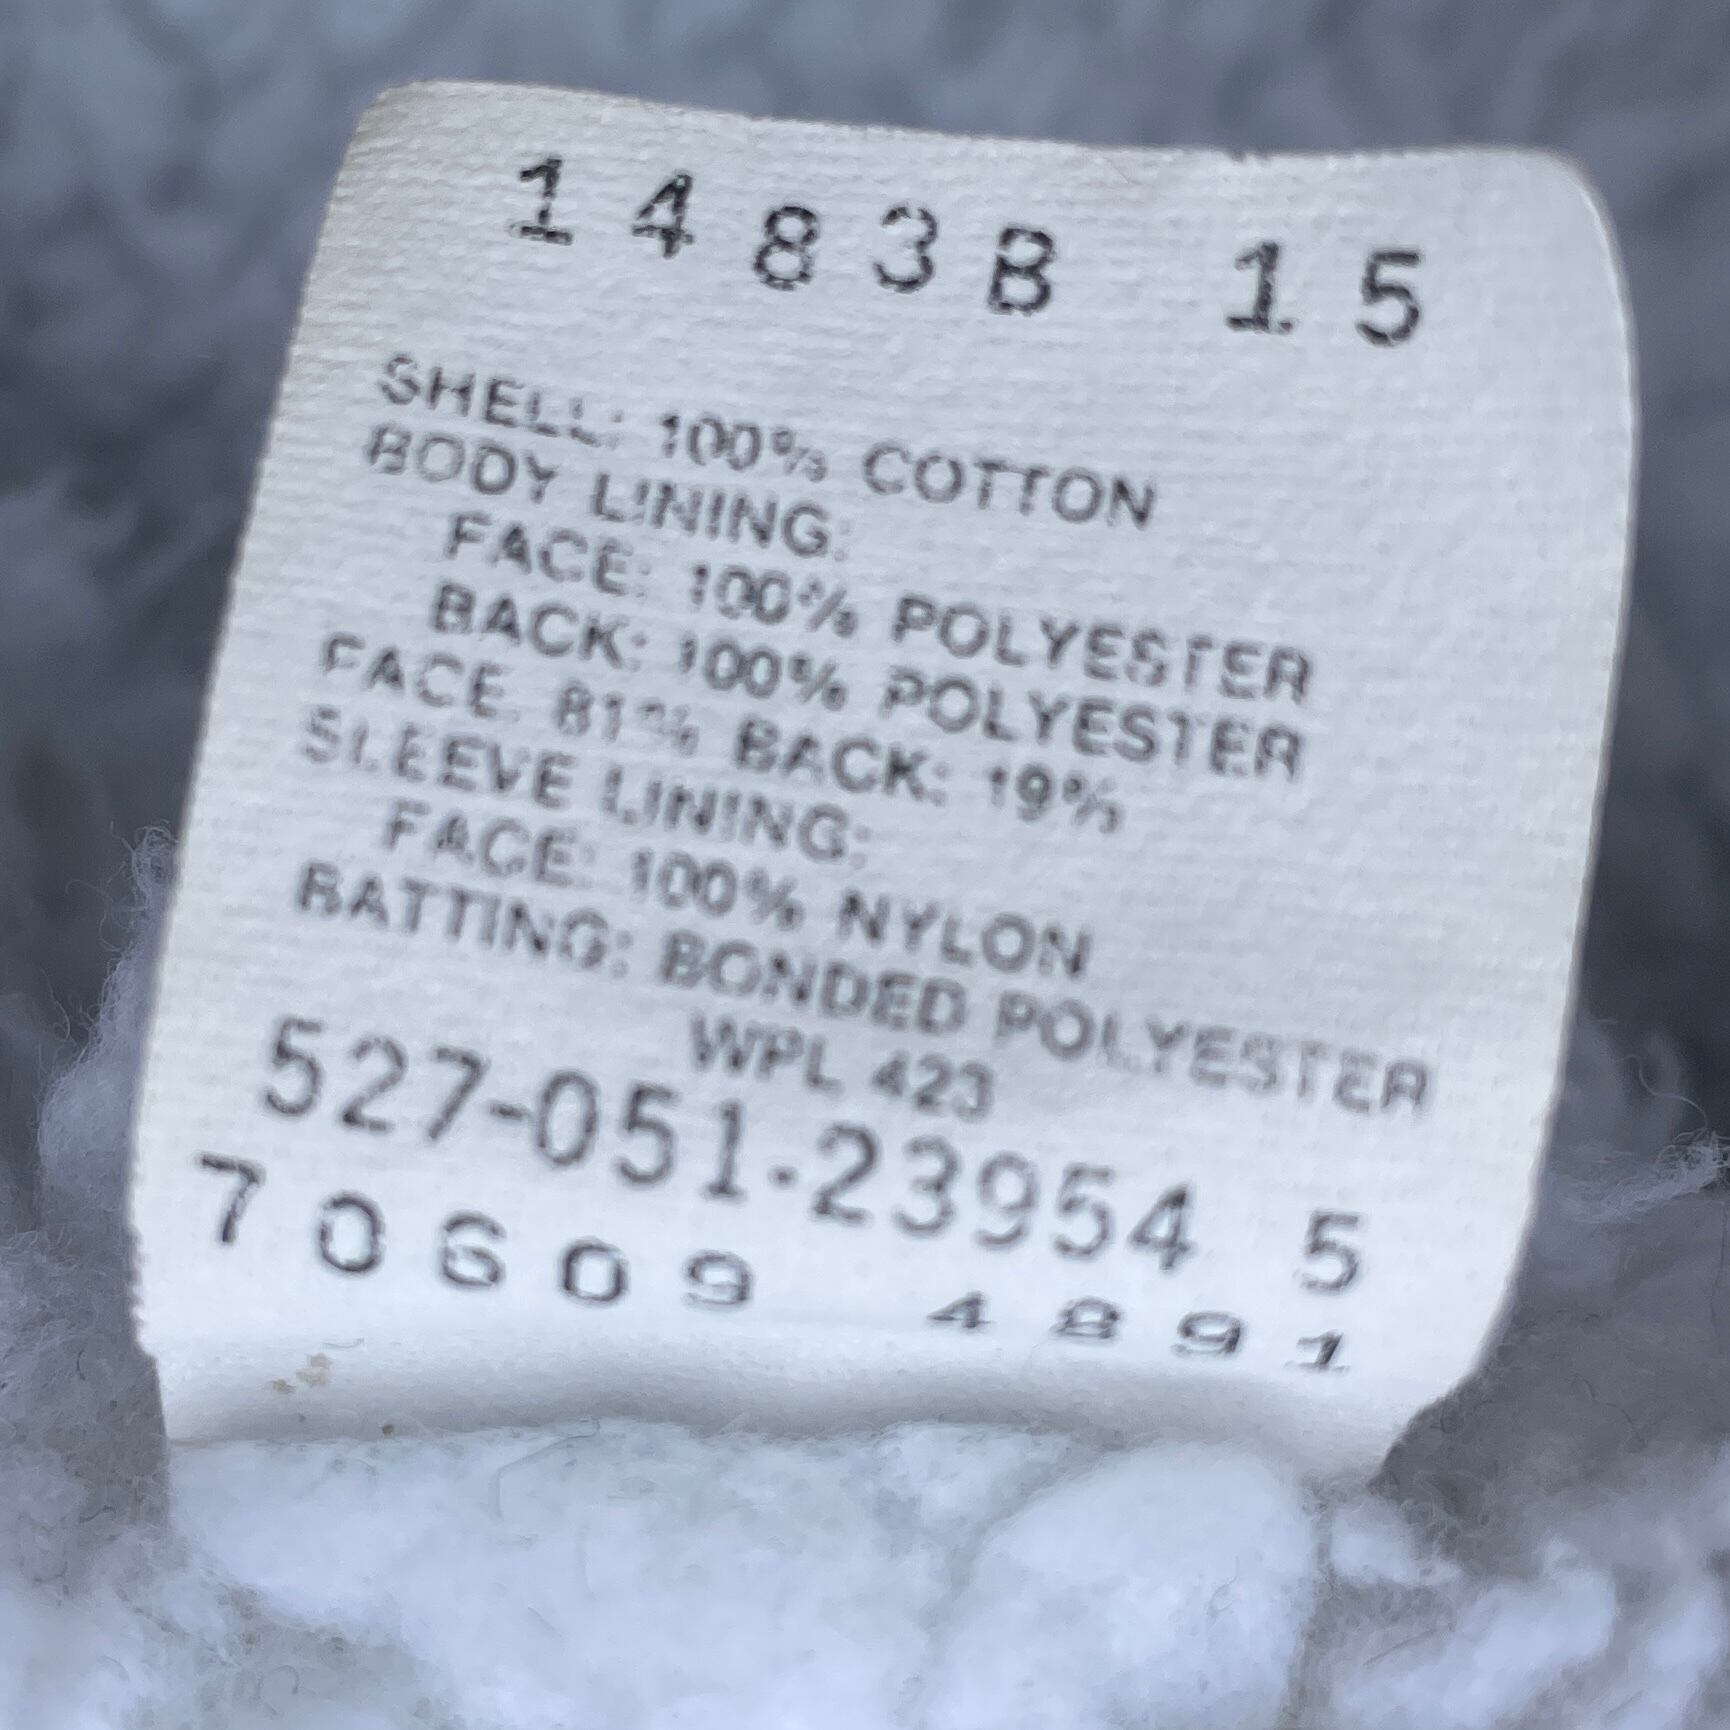 1483B 15
SHELL: 100% COTTON
BODY LINING:
FACE: 100% POLYESTER
BACK: 100% POLYESTER
FACE: 81% BACK: 19%
SLEEVE LINING:
FACE: 100% NYLON
BATTING: BONDED POLYESTER
WPL 423
527-051-23954 5
70609 4891